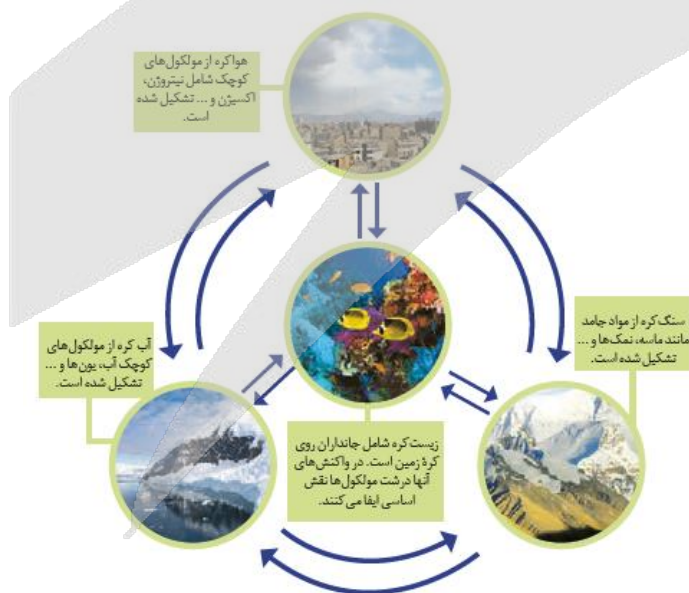 هواکره از مولکول‌های
کوچک شامل نیتروژن،
اکسیژن و ... تشکیل شده
است.
سنگ کره از مواد جامد
مانند ماسه، نمک‌ها و ...
تشکیل شده است.
آب کره از مولکول‌های
کوچک آب، یون‌ها و ...
تشکیل شده است.
زیست کره شامل جانداران روی
کرهٔ زمین است. در واکنش‌های
آنها درشت مولکول‌ها نقش
اساسی ایفا می‌کنند.